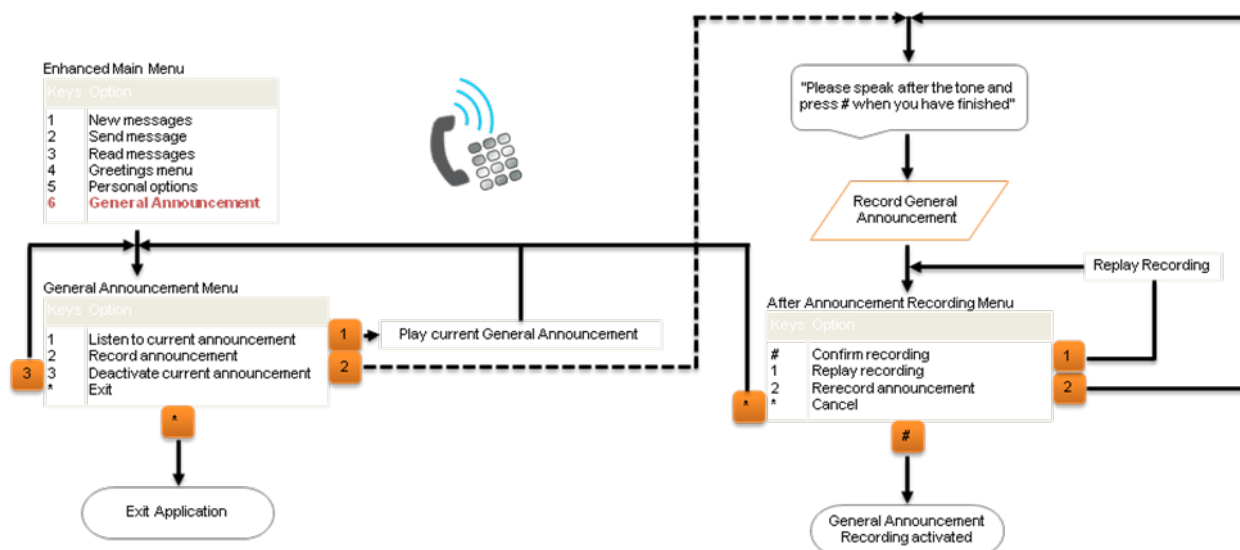 Enhanced Main Menu
Keys Option
1 New messages
2 Send message
3 Read messages
4 Greetings menu
5 Personal options
6 General Announcement
General Announcement Menu
Keys Option
1 Listen to current announcement
2 Record announcement
3 Deactivate current announcement
* Exit
3
1
2
*
Play current General Announcement
Exit Application
"Please speak after the tone and
press # when you have finished"
Record General
Announcement
Replay Recording
After Announcement Recording Menu
Keys Option
# Confirm recording
1 Replay recording
2 Rerecord announcement
* Cancel
1
2
*
#
General Announcement
Recording activated